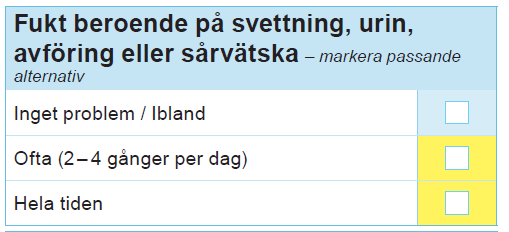 Fukt beroende på svettning, urin,
avföring eller sårvätska – markera passande
alternativ
Inget problem / Ibland
Ofta (2–4 gånger per dag)
Hela tiden